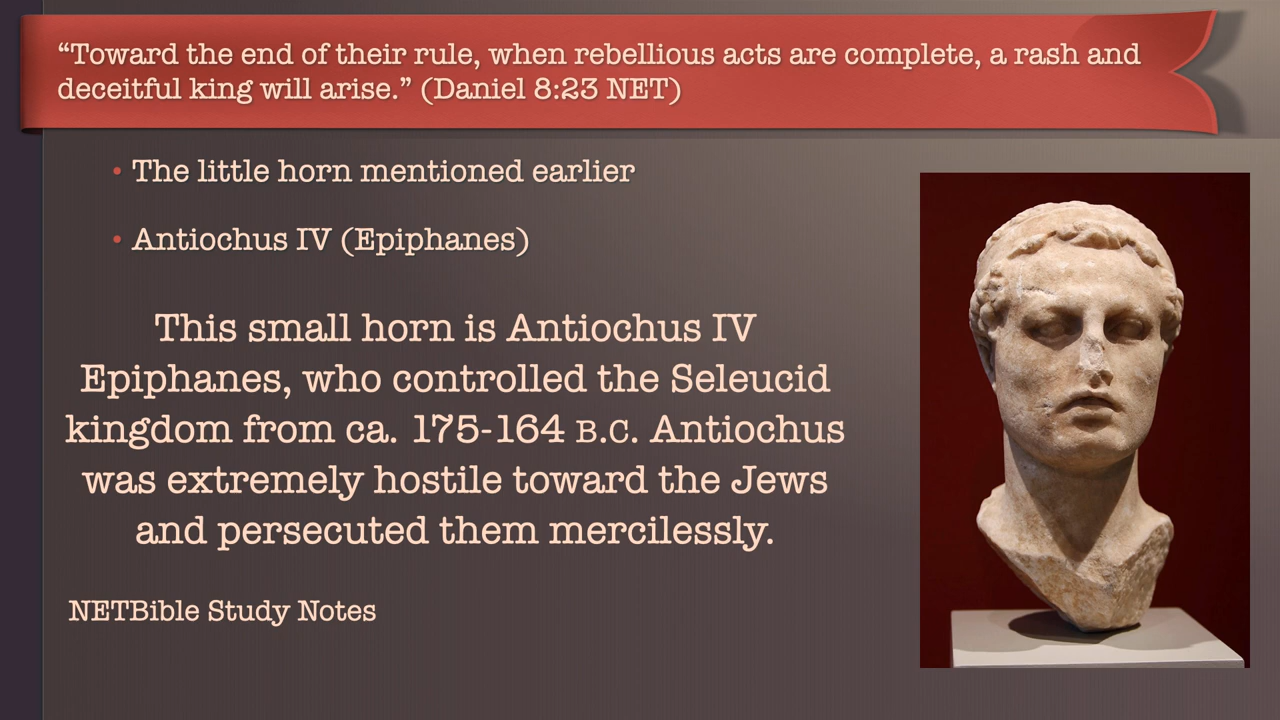 “Toward the end of their rule, when rebellious acts are complete, a rash and
deceitful king will arise.” (Daniel 8:23 NET)
• The little horn mentioned earlier
• Antiochus IV (Epiphanes)
This small horn is Antiochus IV
Epiphanes, who controlled the Seleucid
kingdom from ca. 175-164 B.C. Antiochus
was extremely hostile toward the Jews
and persecuted them mercilessly.
NETBible Study Notes